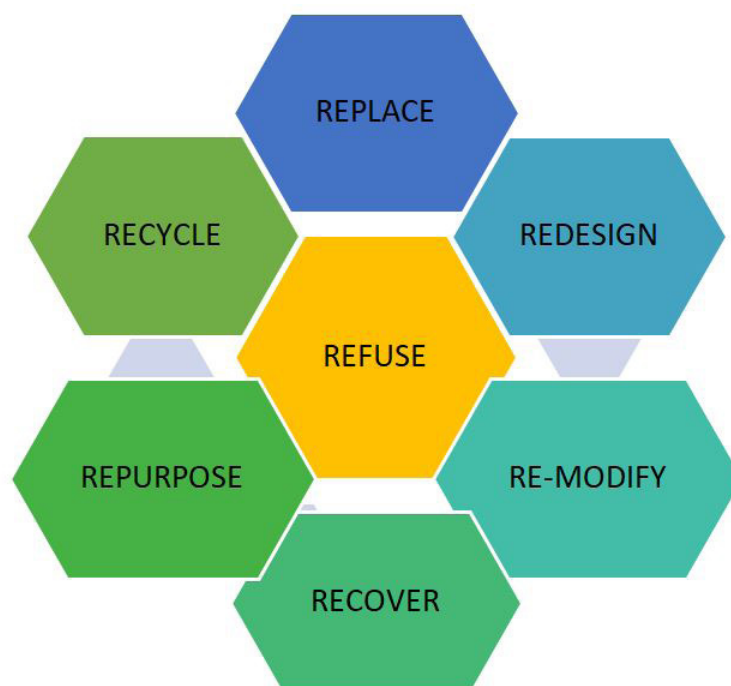 REPLACE
RECYCLE
REDESIGN
REFUSE
REPURPOSE
RE-MODIFY
RECOVER